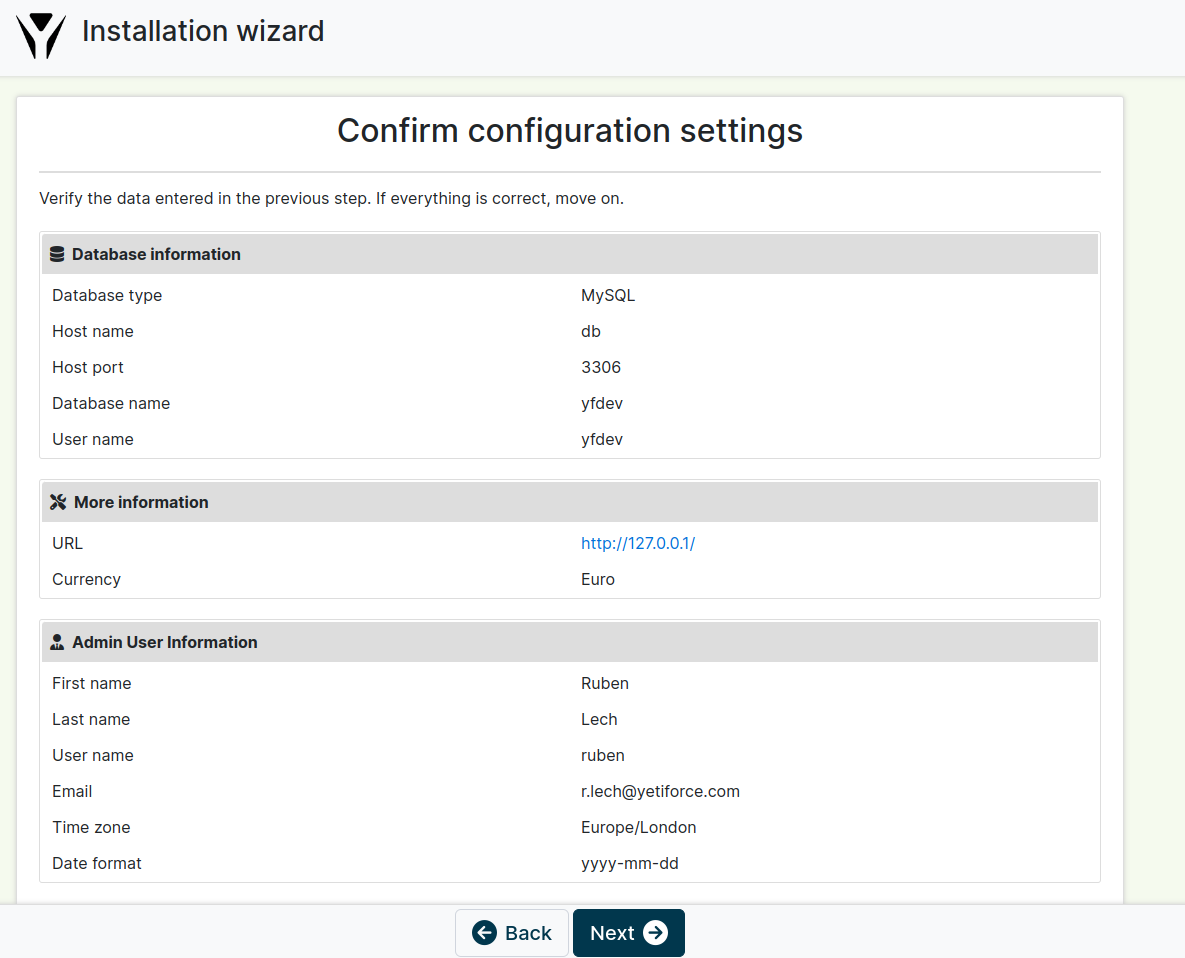 Installation wizard
Confirm configuration settings
Verify the data entered in the previous step. If everything is correct, move on.
Database information
Database type MySQL
Host name db
Host port 3306
Database name yfdev
User name yfdev
More information
URL http://127.0.0.1/
Currency Euro
Admin User Information
First name Ruben
Last name Lech
User name ruben
Email r.lech@yetiforce.com
Time zone Europe/London
Date format yyyy-mm-dd
Back Next